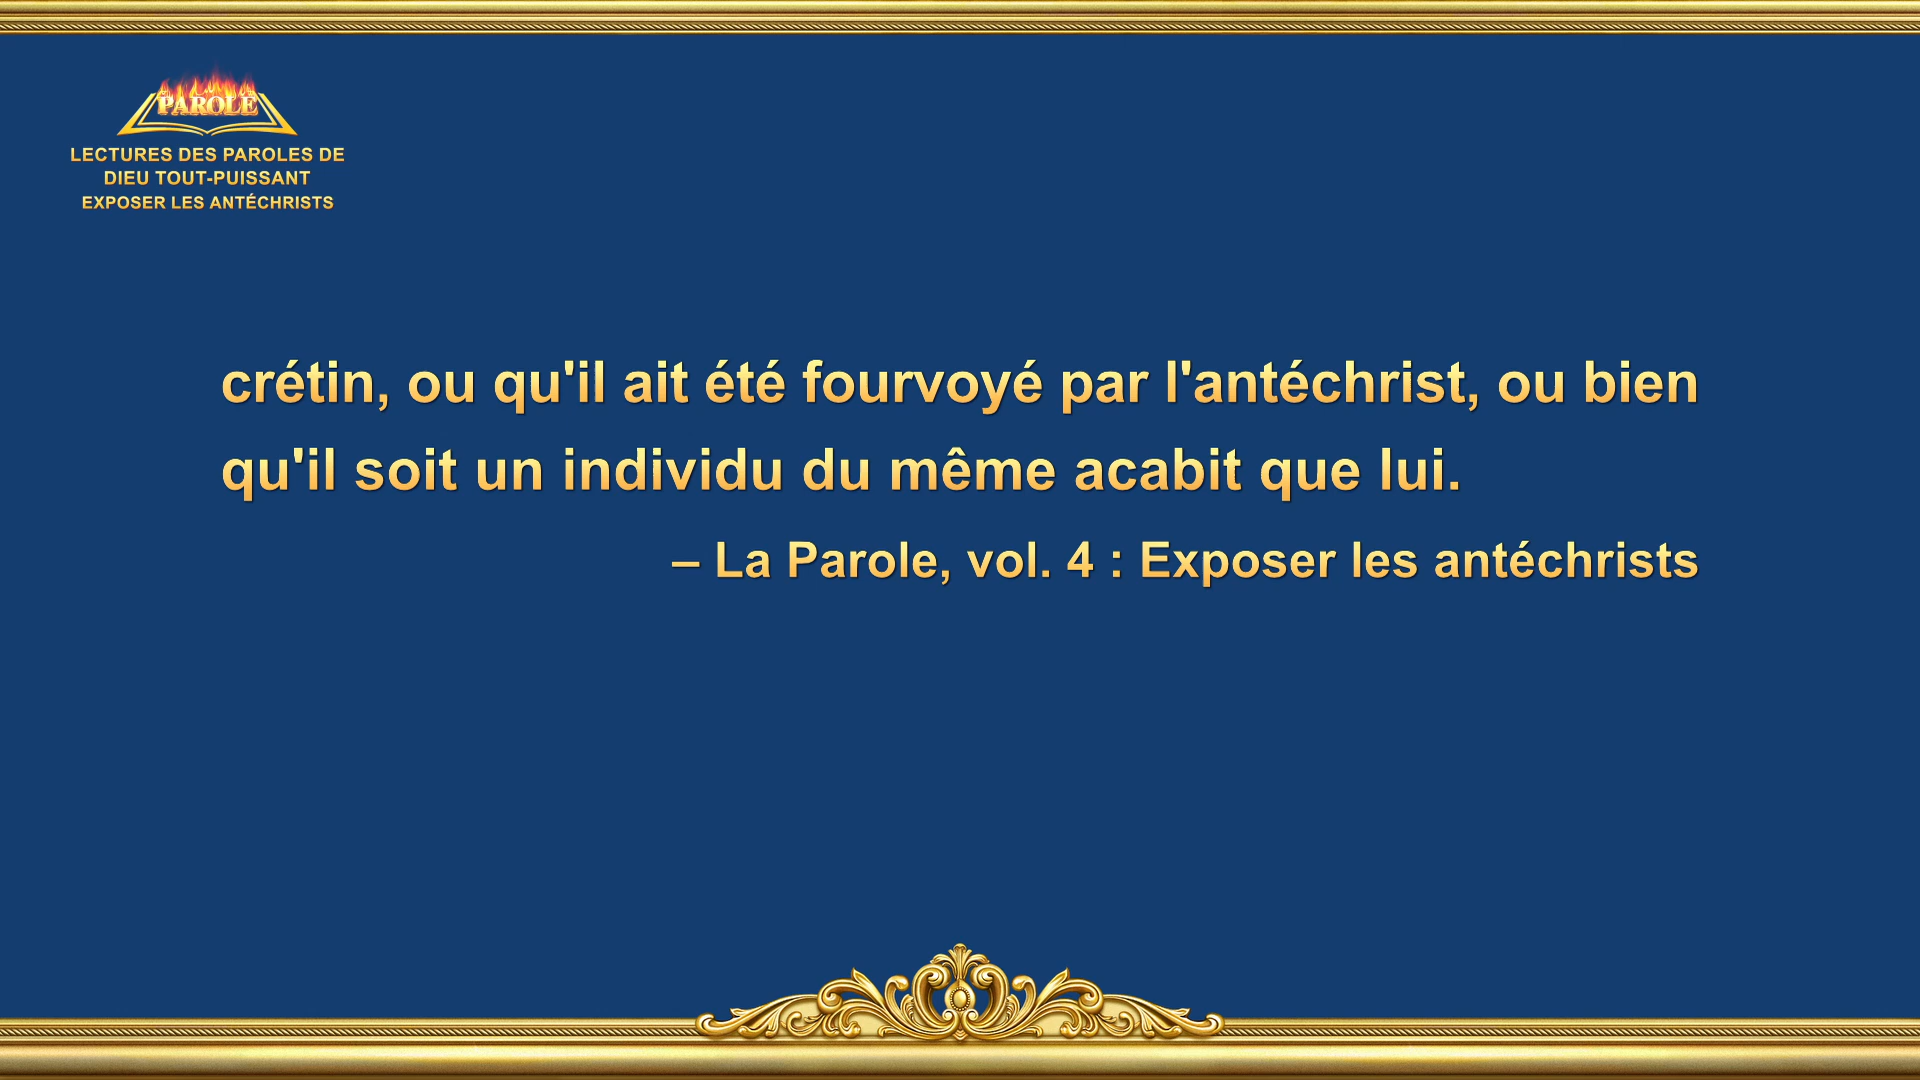 PAROLE
LECTURES DES PAROLES DE
DIEU TOUT-PUISSANT
EXPOSER LES ANTÉCHRISTS
crétin, ou qu'il ait été fourvoyé par l'antéchrist, ou bien
qu'il soit un individu du même acabit que lui.
– La Parole, vol. 4 : Exposer les antéchrists